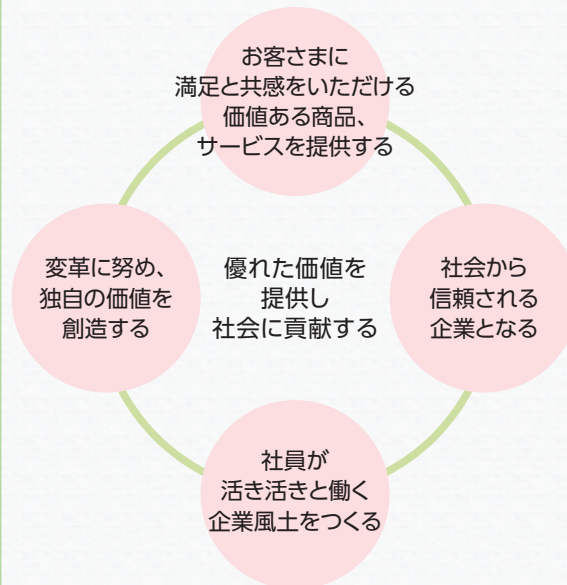 お客さまに
満足と共感をいただける
価値ある商品、
サービスを提供する
変革に努め、
独自の価値を
創造する
優れた価値を
提供し
社会に貢献する
社会から
信頼される
企業となる
社員が
活き活きと働く
企業風土をつくる